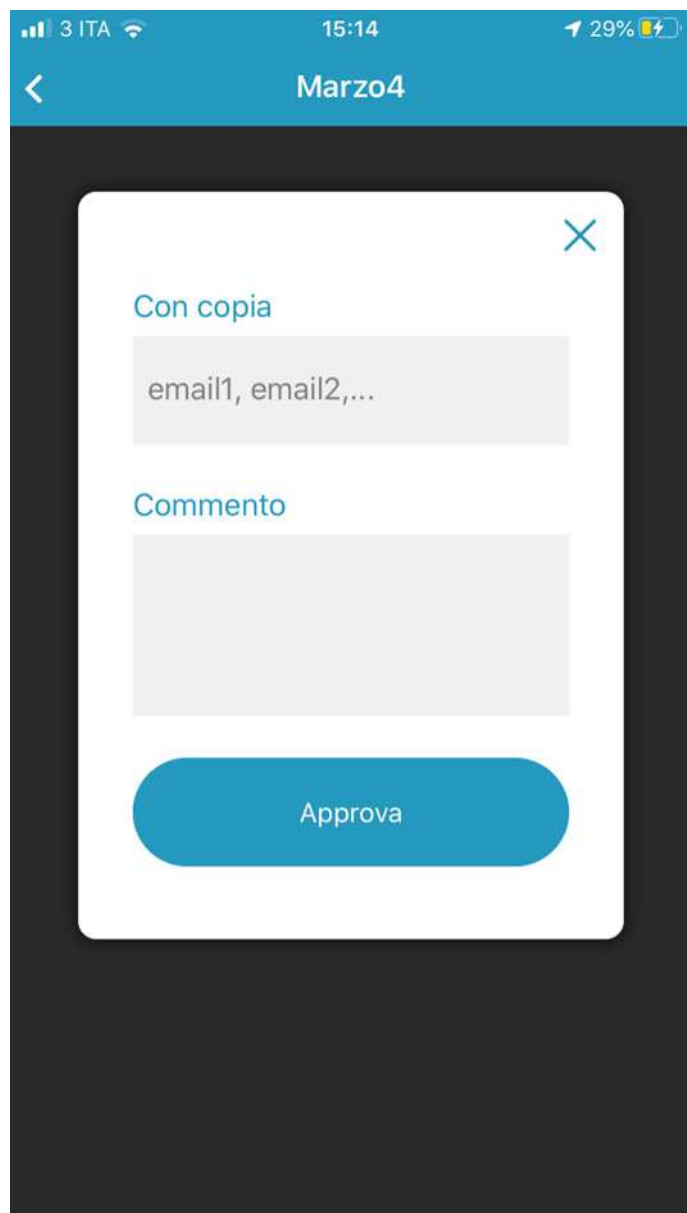 3 ITA 15:14 29%
Marzo4
Con copia
email1, email2,...
Commento
Approva